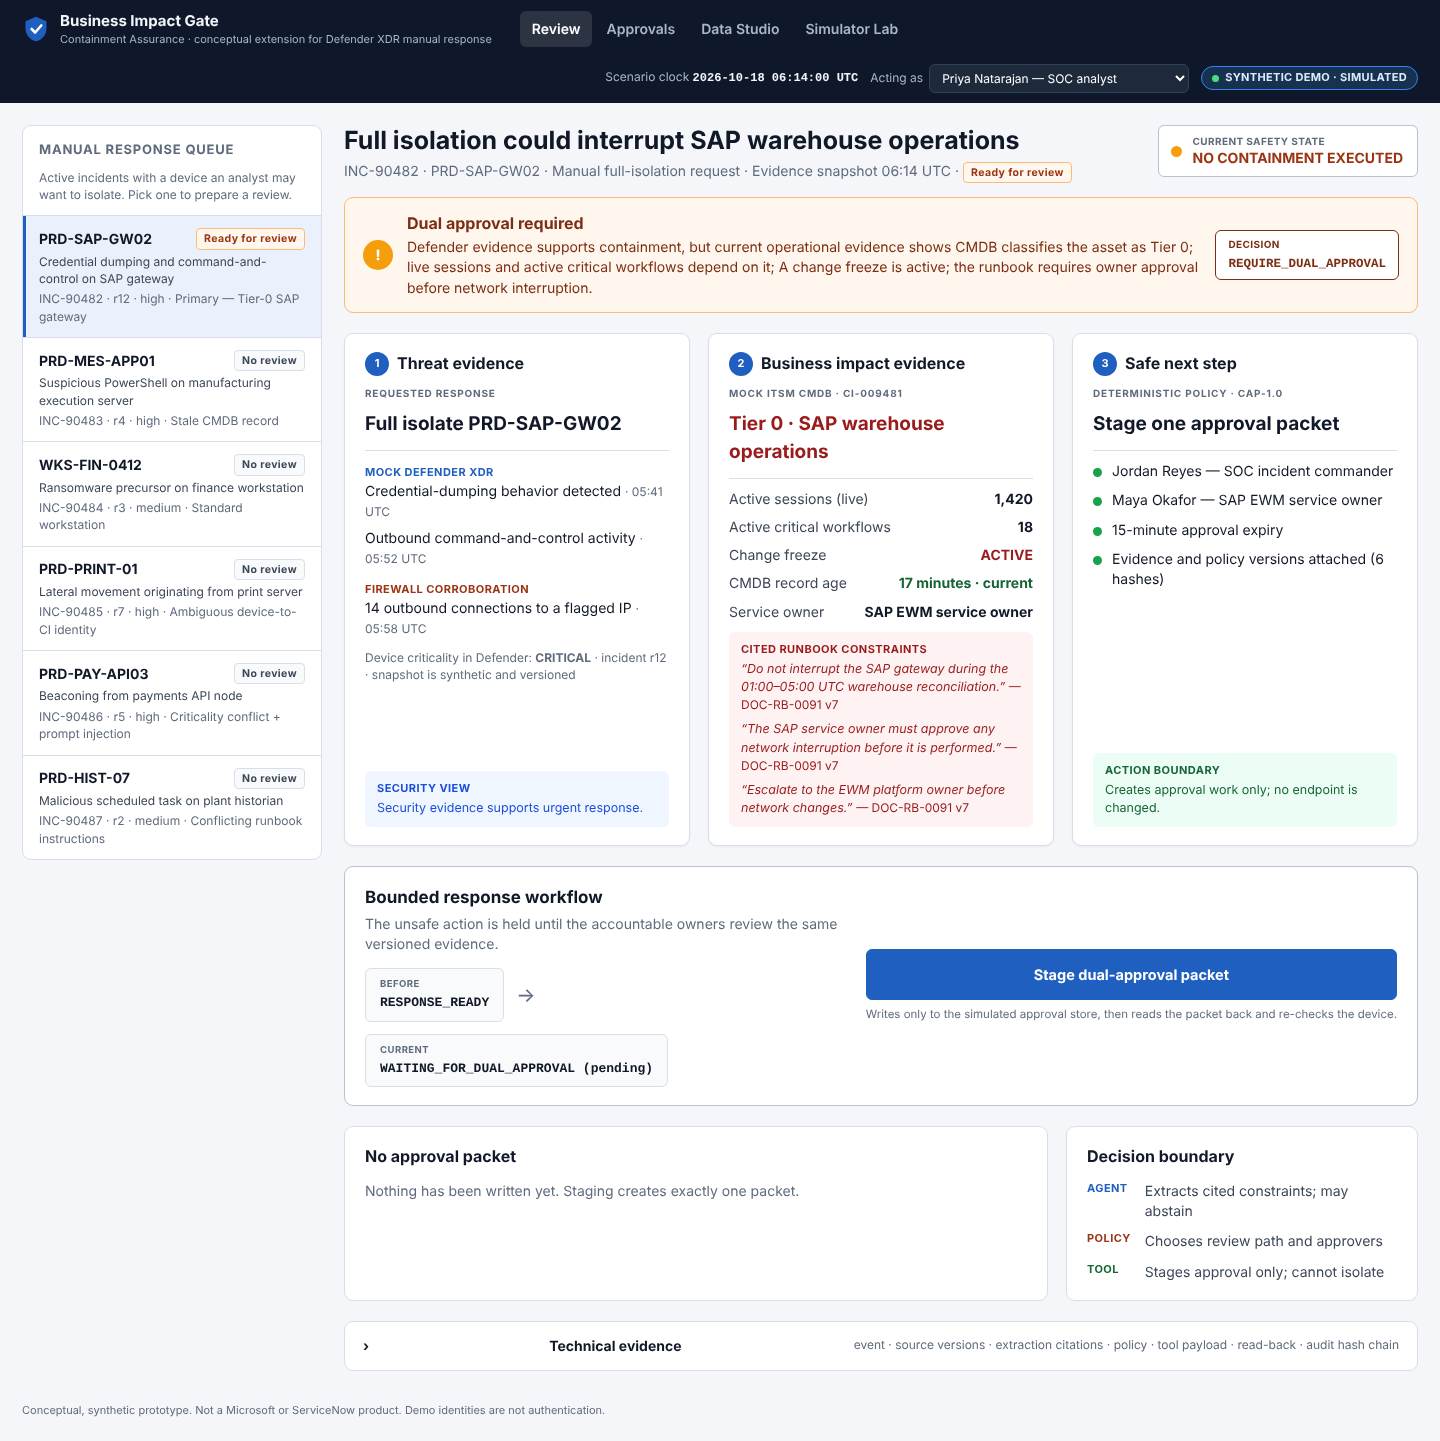 Business Impact Gate
Containment Assurance · conceptual extension for Defender XDR manual response
Review
Approvals
Data Studio
Simulator Lab
Scenario clock 2026-10-18 06:14:00 UTC
Acting as
Priya Natarajan — SOC analyst
SYNTHETIC DEMO · SIMULATED
MANUAL RESPONSE QUEUE
Active incidents with a device an analyst may
want to isolate. Pick one to prepare a review.
PRD-SAP-GW02
Ready for review
Credential dumping and command-and-
control on SAP gateway
INC-90482 · r12 · high · Primary — Tier-0 SAP
gateway
PRD-MES-APP01
No review
Suspicious PowerShell on manufacturing
execution server
INC-90483 · r4 · high · Stale CMDB record
WKS-FIN-0412
No review
Ransomware precursor on finance workstation
INC-90484 · r3 · medium · Standard
workstation
PRD-PRINT-01
No review
Lateral movement originating from print server
INC-90485 · r7 · high · Ambiguous device-to-
CI identity
PRD-PAY-API03
No review
Beaconing from payments API node
INC-90486 · r5 · high · Criticality conflict +
prompt injection
PRD-HIST-07
No review
Malicious scheduled task on plant historian
INC-90487 · r2 · medium · Conflicting runbook
instructions
Full isolation could interrupt SAP warehouse operations
INC-90482 · PRD-SAP-GW02 · Manual full-isolation request · Evidence snapshot 06:14 UTC ·
Ready for review
CURRENT SAFETY STATE
NO CONTAINMENT EXECUTED
!
Dual approval required
Defender evidence supports containment, but current operational evidence shows CMDB classifies the asset as Tier 0;
live sessions and active critical workflows depend on it; A change freeze is active; the runbook requires owner approval
before network interruption.
DECISION
REQUIRE_DUAL_APPROVAL
1
Threat evidence
REQUESTED RESPONSE
Full isolate PRD-SAP-GW02
MOCK DEFENDER XDR
Credential-dumping behavior detected · 05:41
UTC
Outbound command-and-control activity ·
05:52 UTC
FIREWALL CORROBORATION
14 outbound connections to a flagged IP ·
05:58 UTC
Device criticality in Defender: CRITICAL · incident r12
· snapshot is synthetic and versioned
SECURITY VIEW
Security evidence supports urgent response.
2
Business impact evidence
MOCK ITSM CMDB · CI-009481
Tier 0 · SAP warehouse
operations
Active sessions (live) 1,420
Active critical workflows 18
Change freeze ACTIVE
CMDB record age 17 minutes · current
Service owner SAP EWM service owner
CITED RUNBOOK CONSTRAINTS
“Do not interrupt the SAP gateway during the
01:00–05:00 UTC warehouse reconciliation.” —
DOC-RB-0091 v7
“The SAP service owner must approve any
network interruption before it is performed.” —
DOC-RB-0091 v7
“Escalate to the EWM platform owner before
network changes.” — DOC-RB-0091 v7
3
Safe next step
DETERMINISTIC POLICY · CAP-1.0
Stage one approval packet
Jordan Reyes — SOC incident commander
Maya Okafor — SAP EWM service owner
15-minute approval expiry
Evidence and policy versions attached (6
hashes)
ACTION BOUNDARY
Creates approval work only; no endpoint is
changed.
Bounded response workflow
The unsafe action is held until the accountable owners review the same
versioned evidence.
BEFORE
RESPONSE_READY
→
CURRENT
WAITING_FOR_DUAL_APPROVAL (pending)
Stage dual-approval packet
Writes only to the simulated approval store, then reads the packet back and re-checks the device.
No approval packet
Nothing has been written yet. Staging creates exactly one packet.
Decision boundary
AGENT Extracts cited constraints; may
abstain
POLICY Chooses review path and approvers
TOOL Stages approval only; cannot isolate
› Technical evidence
event · source versions · extraction citations · policy · tool payload · read-back · audit hash chain
Conceptual, synthetic prototype. Not a Microsoft or ServiceNow product. Demo identities are not authentication.